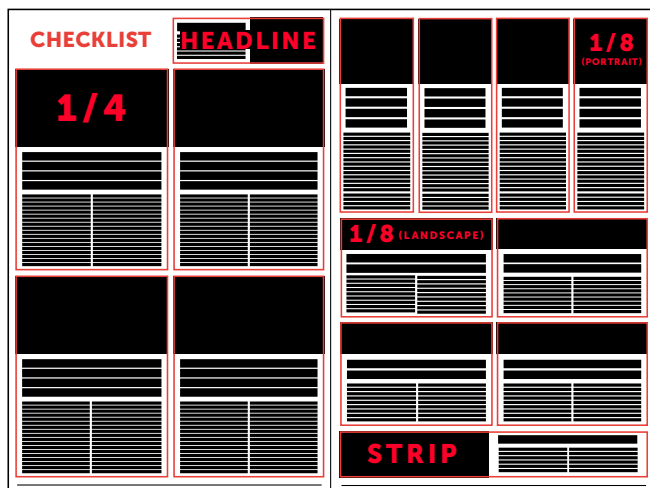 CHECKLIST
HEADLINE
1/4
1/8
(PORTRAIT)
1/8 (LANDSCAPE)
STRIP